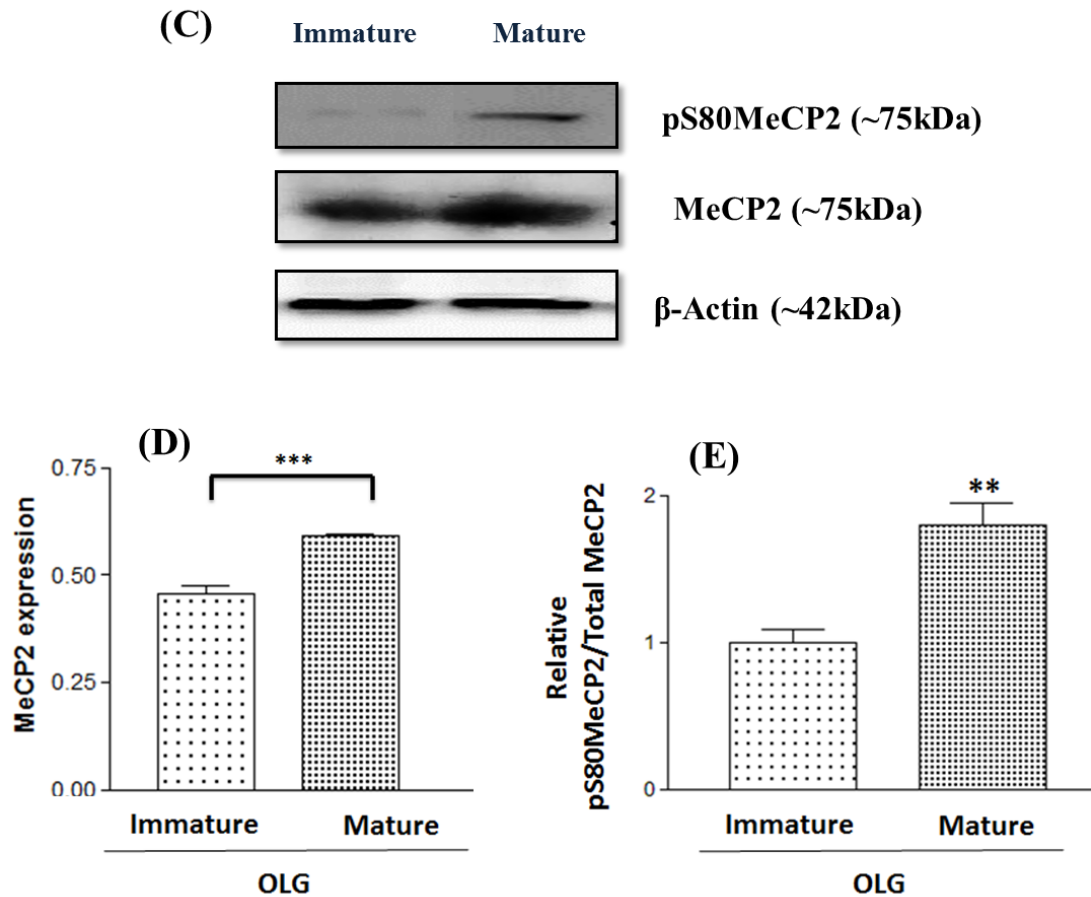 (C)
Immature Mature
pS80MeCP2 (~75kDa)
MeCP2 (~75kDa)
β-Actin (~42kDa)
(D)
***
MeCP2 expression
0.75
0.50
0.25
0.00
Immature Mature
OLG
(E)
**
Relative
pS80MeCP2/Total MeCP2
2
1
0
Immature Mature
OLG